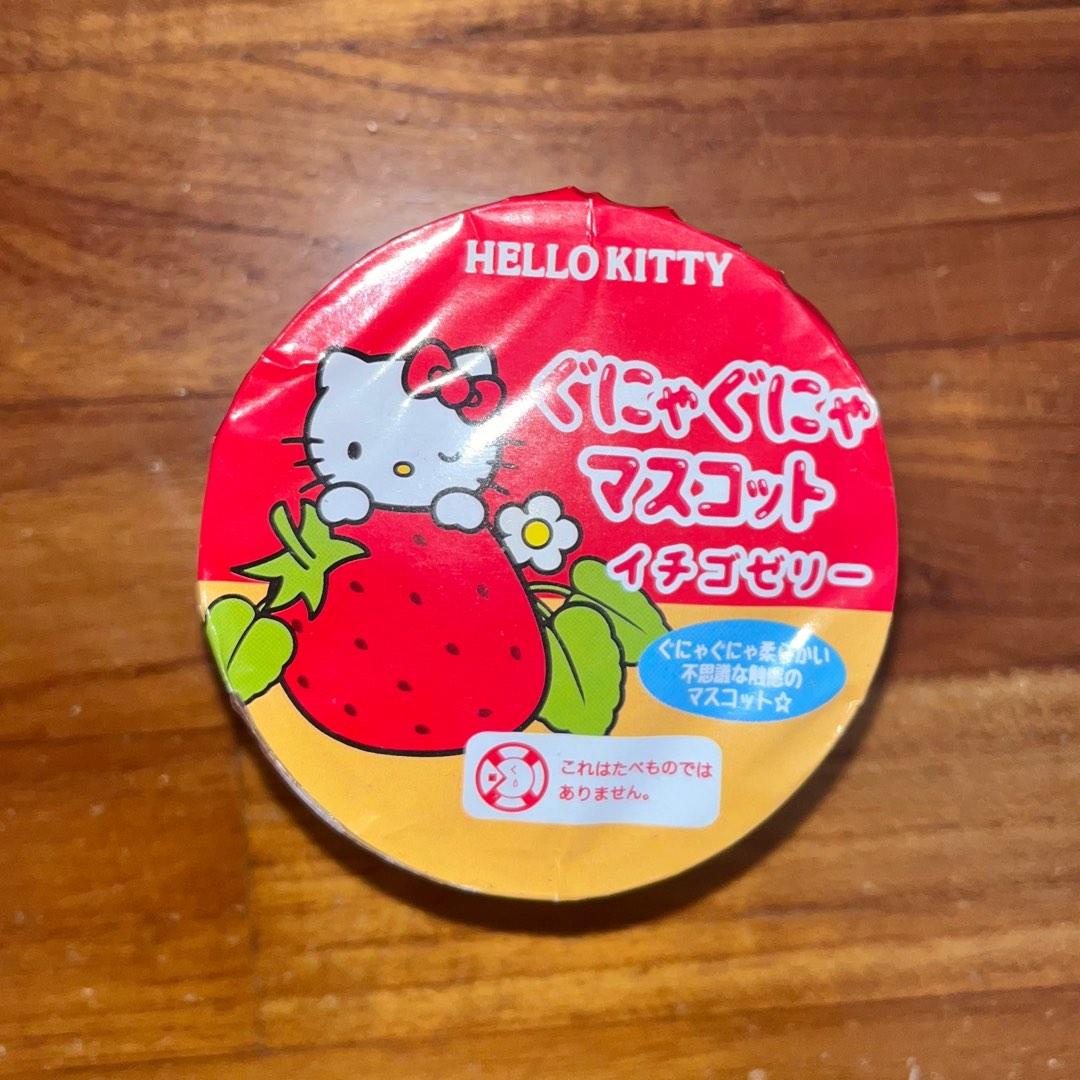 HELLO KITTY
ぐにゃぐにゃ
マスコット
イチゴゼリー
ぐにゃぐにゃ柔らかい
不思議な触感の
マスコット☆
これはたべものでは
ありません。